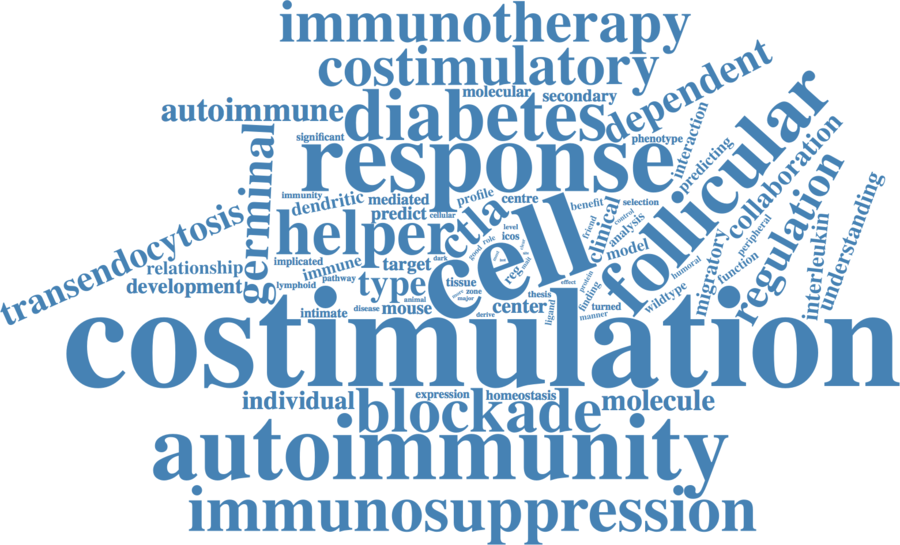 immunotherapy
costimulatory
molecular
secondary
dependent
autoimmune
diabetes
significant
response
phenotype
interaction
predicting
follicular
collaboration
germinal
immunity
dendritic
mediated
profile
centre
benefit
selection
predict
cellular
ctla
clinical
friend
control
analysis
regulation
understanding
transendocytosis
helper
level
icos
good
rule
cell
model
peripheral
relationship
implicated
immune
target
dark
reg
migratory
function
interleukin
development
lymphoid
pathway
type
tissue
zone
major
effect
protein
finding
humoral
wildtype
animal
intimate
disease
mouse
derive
thesis
center
ligand
turned
manner
costimulation
individual
expression
homeostasis
molecule
blockade
autoimmunity
immunosuppression